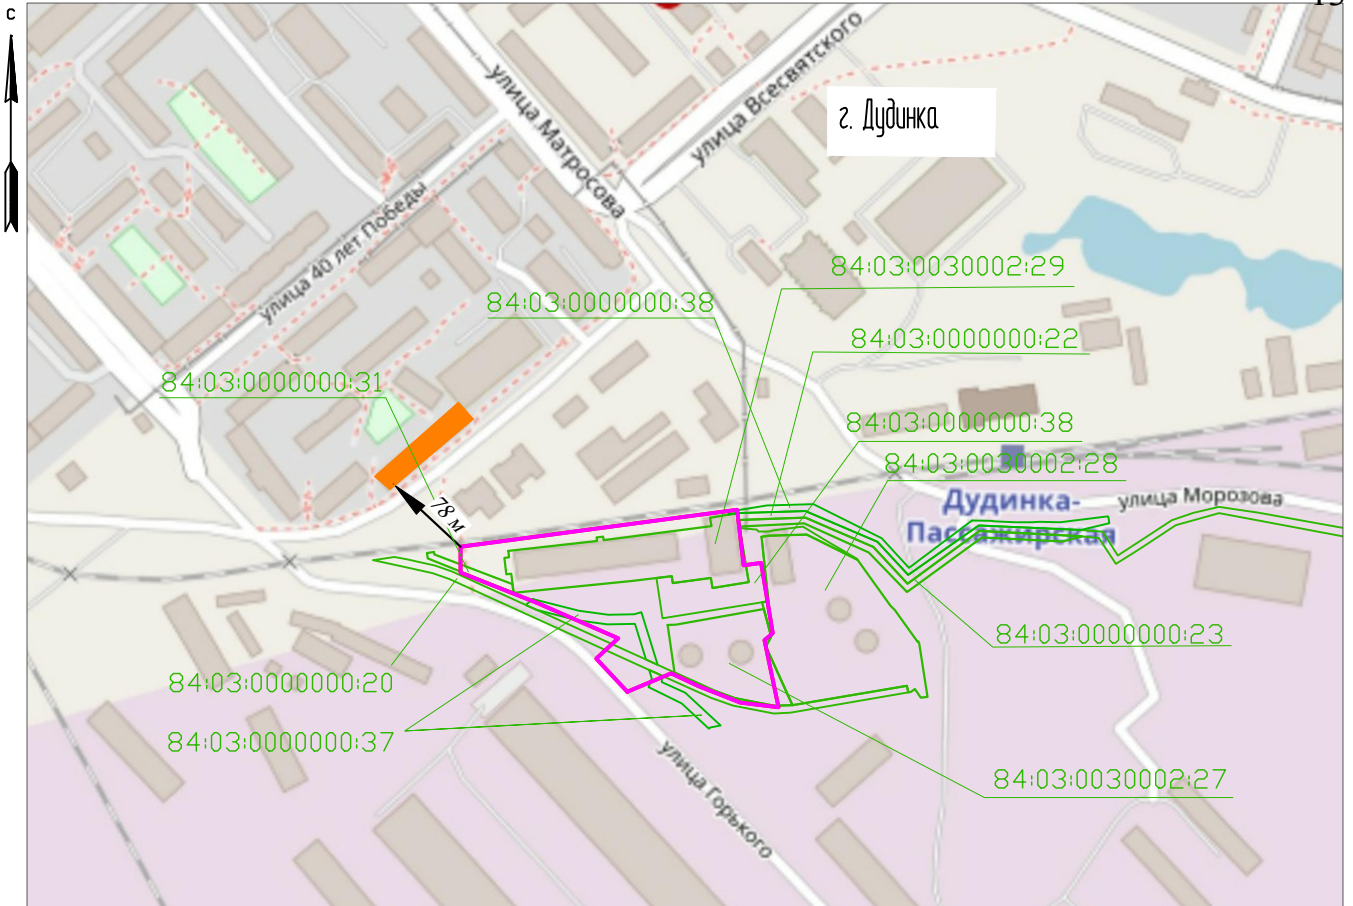 с
улица Матросова
улица Всесвятского
г. Дудинка
улица 40 лет Победы
84:03:0030002:29
84:03:0000000:38
84:03:0000000:22
84:03:0000000:31
84:03:0000000:38
84:03:0030002:28
78 м
Дудинка-
Пассажирская
улица Морозова
84:03:0000000:23
84:03:0000000:20
84:03:0000000:37
84:03:0030002:27
улица Горького